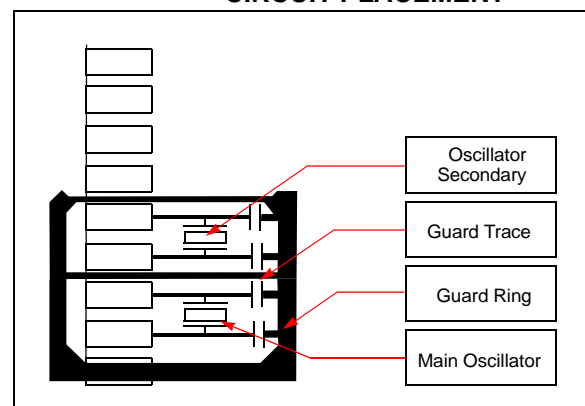 CIRCUIT PLACEMENT
Oscillator
Secondary
Guard Trace
Guard Ring
Main Oscillator